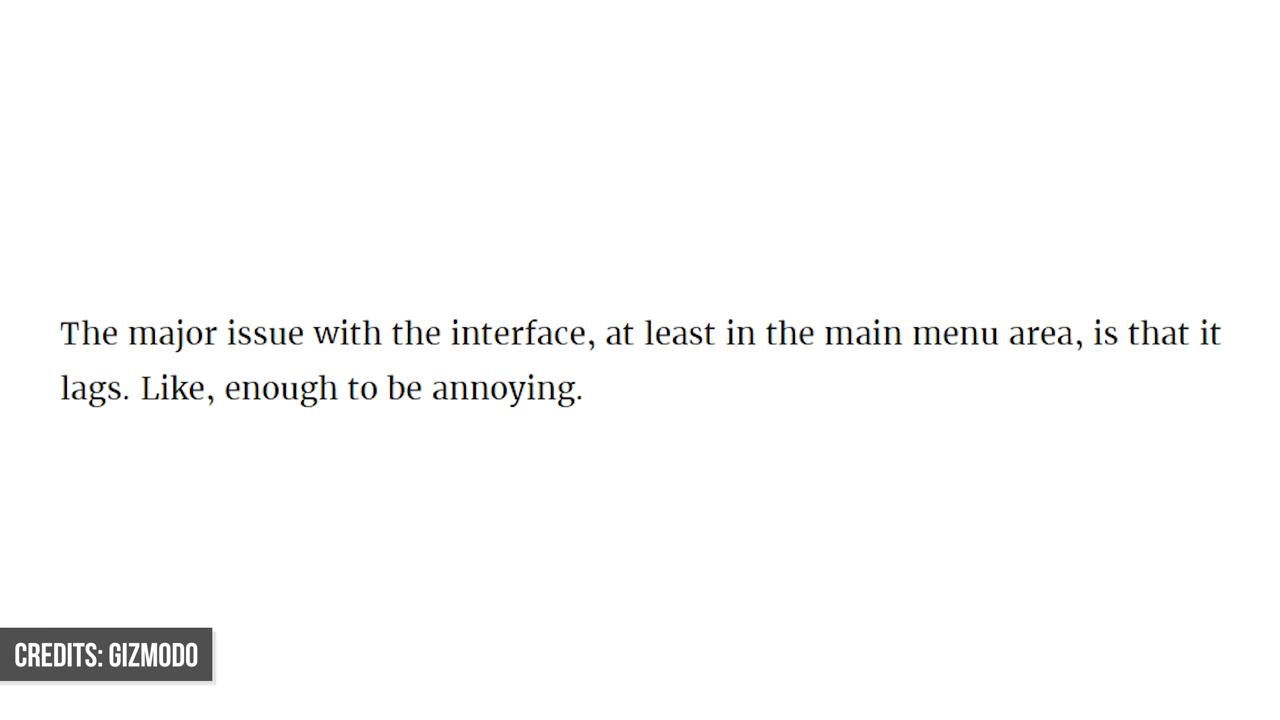 The major issue with the interface, at least in the main menu area, is that it
lags. Like, enough to be annoying.
CREDITS: GIZMODO